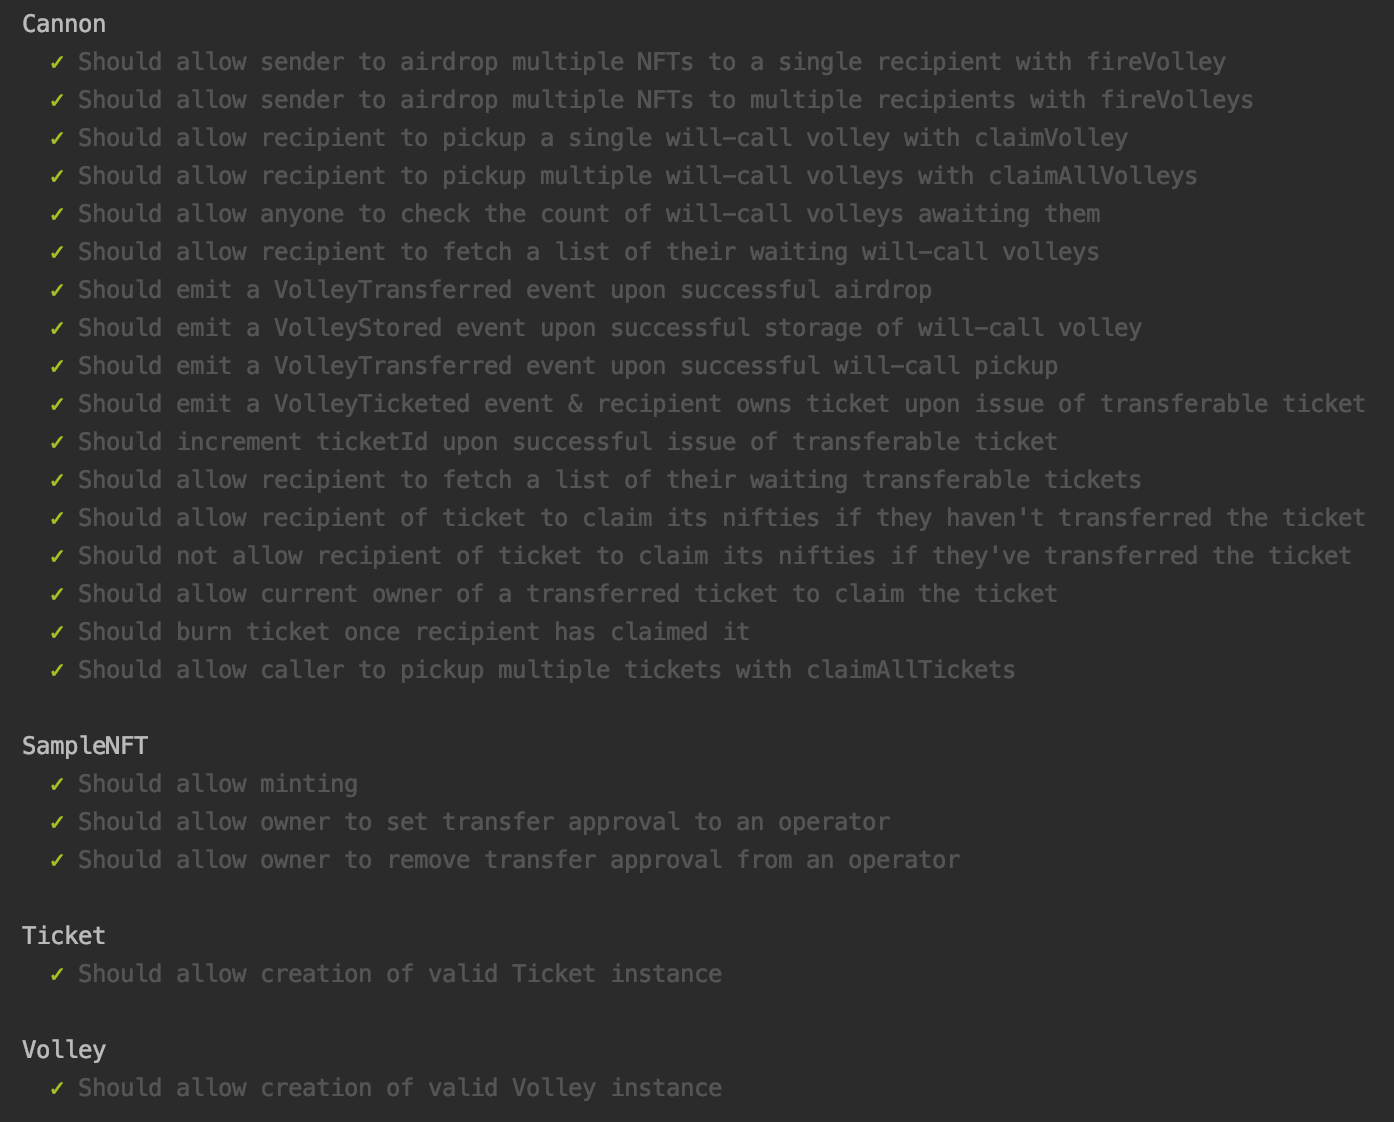 Cannon
✓ Should allow sender to airdrop multiple NFTs to a single recipient with fireVolley
✓ Should allow sender to airdrop multiple NFTs to multiple recipients with fireVolleys
✓ Should allow recipient to pickup a single will-call volley with claimVolley
✓ Should allow recipient to pickup multiple will-call volleys with claimAllVolleys
✓ Should allow anyone to check the count of will-call volleys awaiting them
✓ Should allow recipient to fetch a list of their waiting will-call volleys
✓ Should emit a VolleyTransferred event upon successful airdrop
✓ Should emit a VolleyStored event upon successful storage of will-call volley
✓ Should emit a VolleyTransferred event upon successful will-call pickup
✓ Should emit a VolleyTicketed event & recipient owns ticket upon issue of transferable ticket
✓ Should increment ticketId upon successful issue of transferable ticket
✓ Should allow recipient to fetch a list of their waiting transferable tickets
✓ Should allow recipient of ticket to claim its nifties if they haven't transferred the ticket
✓ Should not allow recipient of ticket to claim its nifties if they've transferred the ticket
✓ Should allow current owner of a transferred ticket to claim the ticket
✓ Should burn ticket once recipient has claimed it
✓ Should allow caller to pickup multiple tickets with claimAllTickets
SampleNFT
✓ Should allow minting
✓ Should allow owner to set transfer approval to an operator
✓ Should allow owner to remove transfer approval from an operator
Ticket
✓ Should allow creation of valid Ticket instance
Volley
✓ Should allow creation of valid Volley instance